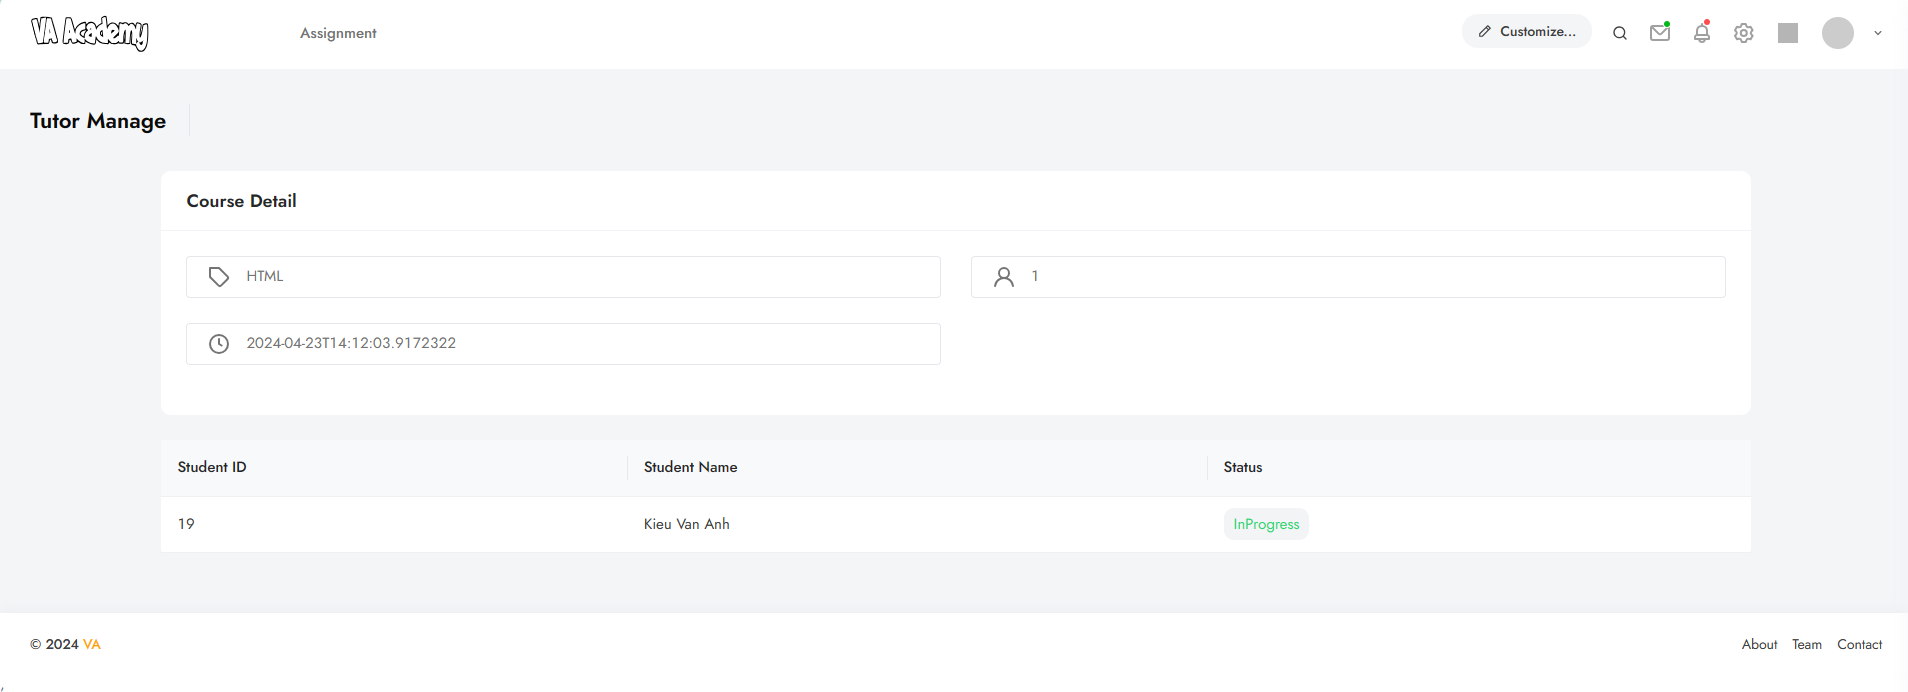 VA Academy
Assignment
Customize...
Tutor Manage
Course Detail
HTML
1
2024-04-23T14:12:03.9172322
Student ID
Student Name
Status
19
Kieu Van Anh
InProgress
© 2024 VA
About
Team
Contact
,